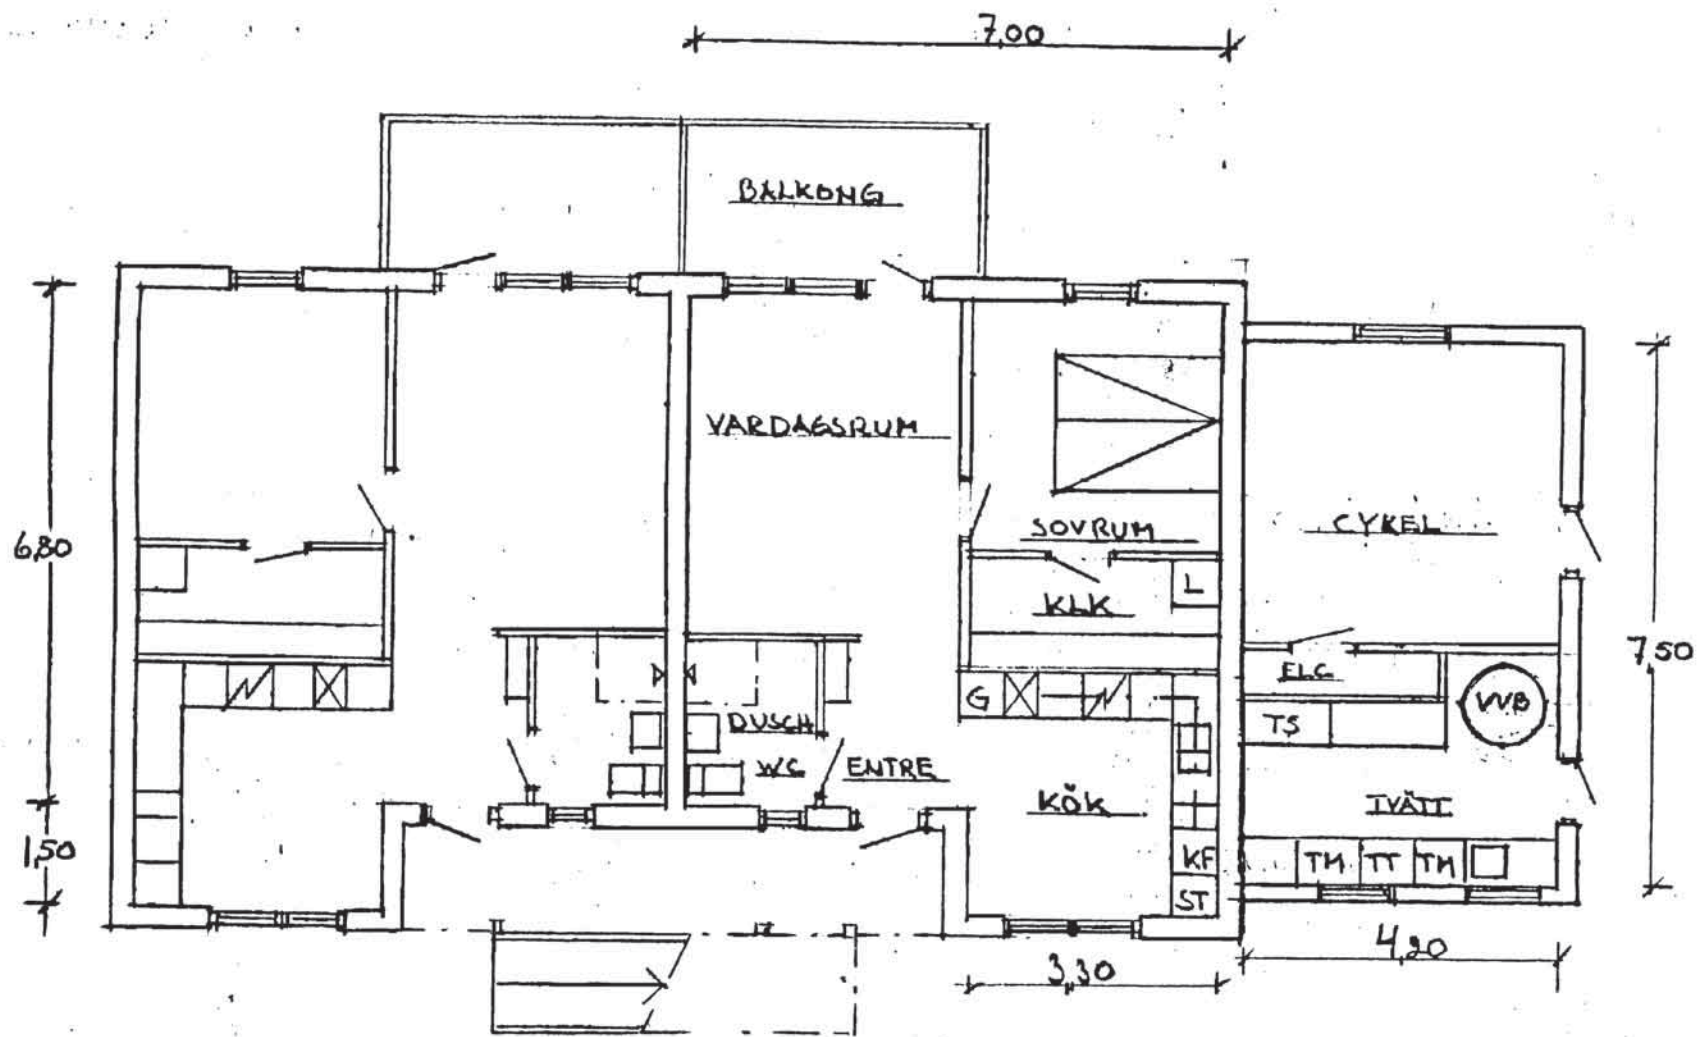 7,00
BALKONG
VARDAGSRUM
SOVRUM
CYKEL
6,80
L
KLK
7,50
ELC
G
VVB
DUSCH
TS
WC
ENTRE
KÖK
TVÄTT
1,50
KF
TM
TT
TM
ST
4,20
3,30